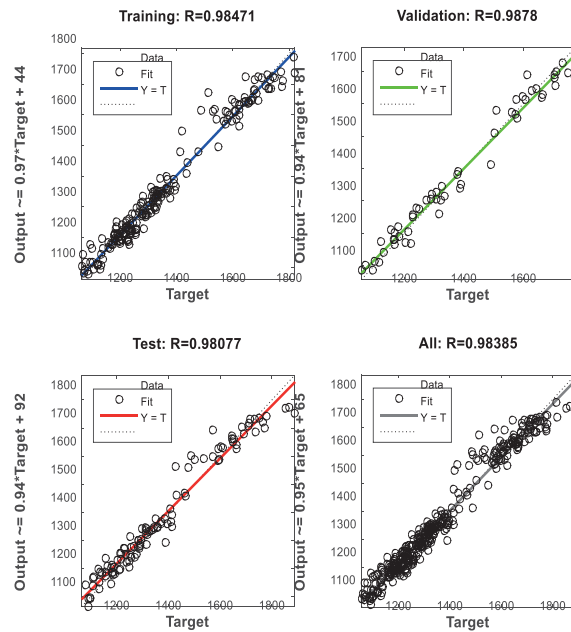 Training: R=0.98471
Output ~= 0.97*Target + 44
1800
1700
1600
1500
1400
1300
1200
1100
Data
Fit
Y = T
1200
1400
1600
1800
Target
Validation: R=0.9878
Output ~= 0.94*Target + 81
1700
1600
1500
1400
1300
1200
1100
Data
Fit
Y = T
1200
1400
1600
Target
Test: R=0.98077
Output ~= 0.94*Target + 92
1800
1700
1600
1500
1400
1300
1200
1100
Data
Fit
Y = T
1200
1400
1600
1800
Target
All: R=0.98385
Output ~= 0.95*Target + 65
1800
1700
1600
1500
1400
1300
1200
1100
Data
Fit
Y = T
1200
1400
1600
1800
Target